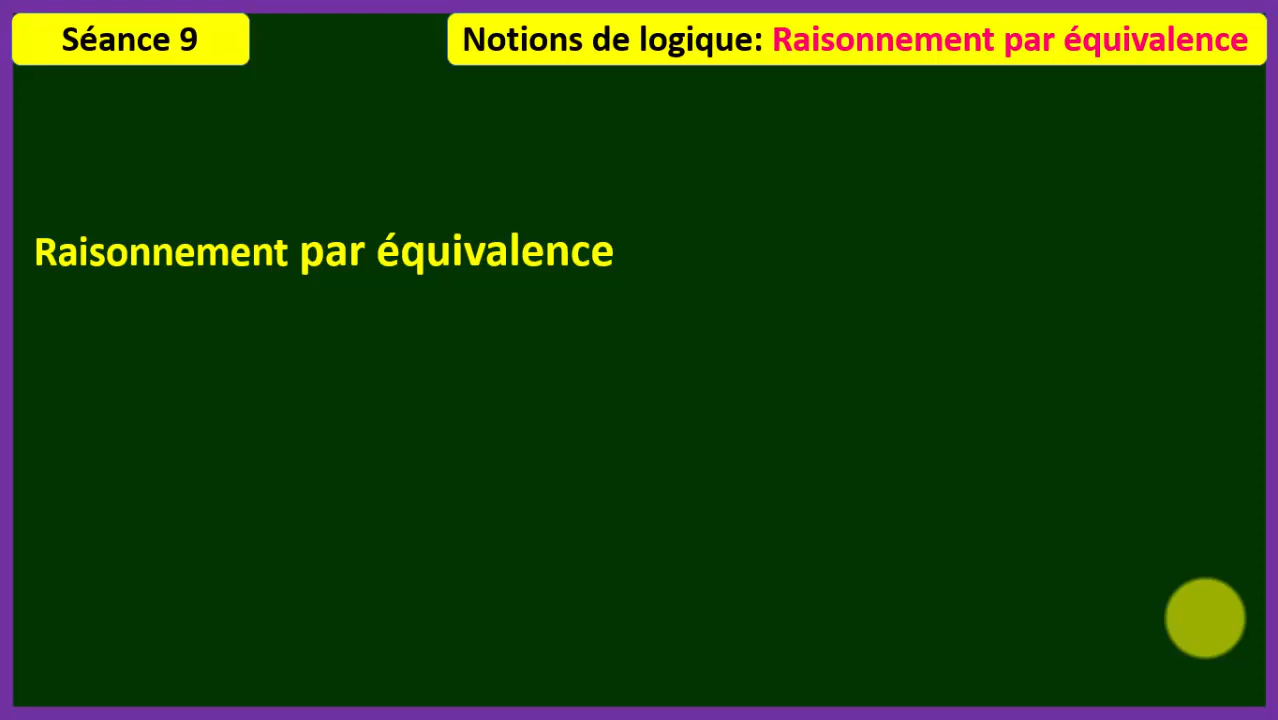 Séance 9
Notions de logique: Raisonnement par équivalence
Raisonnement par équivalence